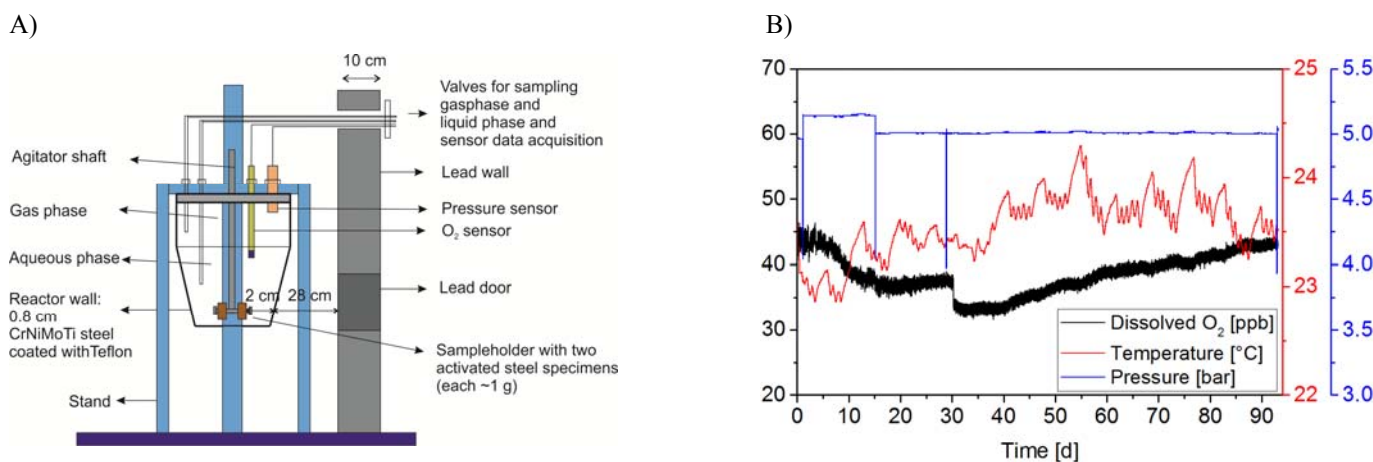 A)
10 cm
Valves for sampling
gasphase and
liquid phase and
sensor data acquisition
Agitator shaft
Lead wall
Gas phase
Pressure sensor
O₂ sensor
Aqueous phase
Lead door
Reactor wall:
0.8 cm
CrNiMoTi steel
coated withTeflon
2 cm
28 cm
Sampleholder with two
activated steel specimens
(each ~1 g)
Stand
B)
70
60
50
40
30
20
25
24
23
22
5.5
5.0
4.5
4.0
3.5
3.0
Dissolved O₂ [ppb]
Temperature [°C]
Pressure [bar]
0 10 20 30 40 50 60 70 80 90
Time [d]